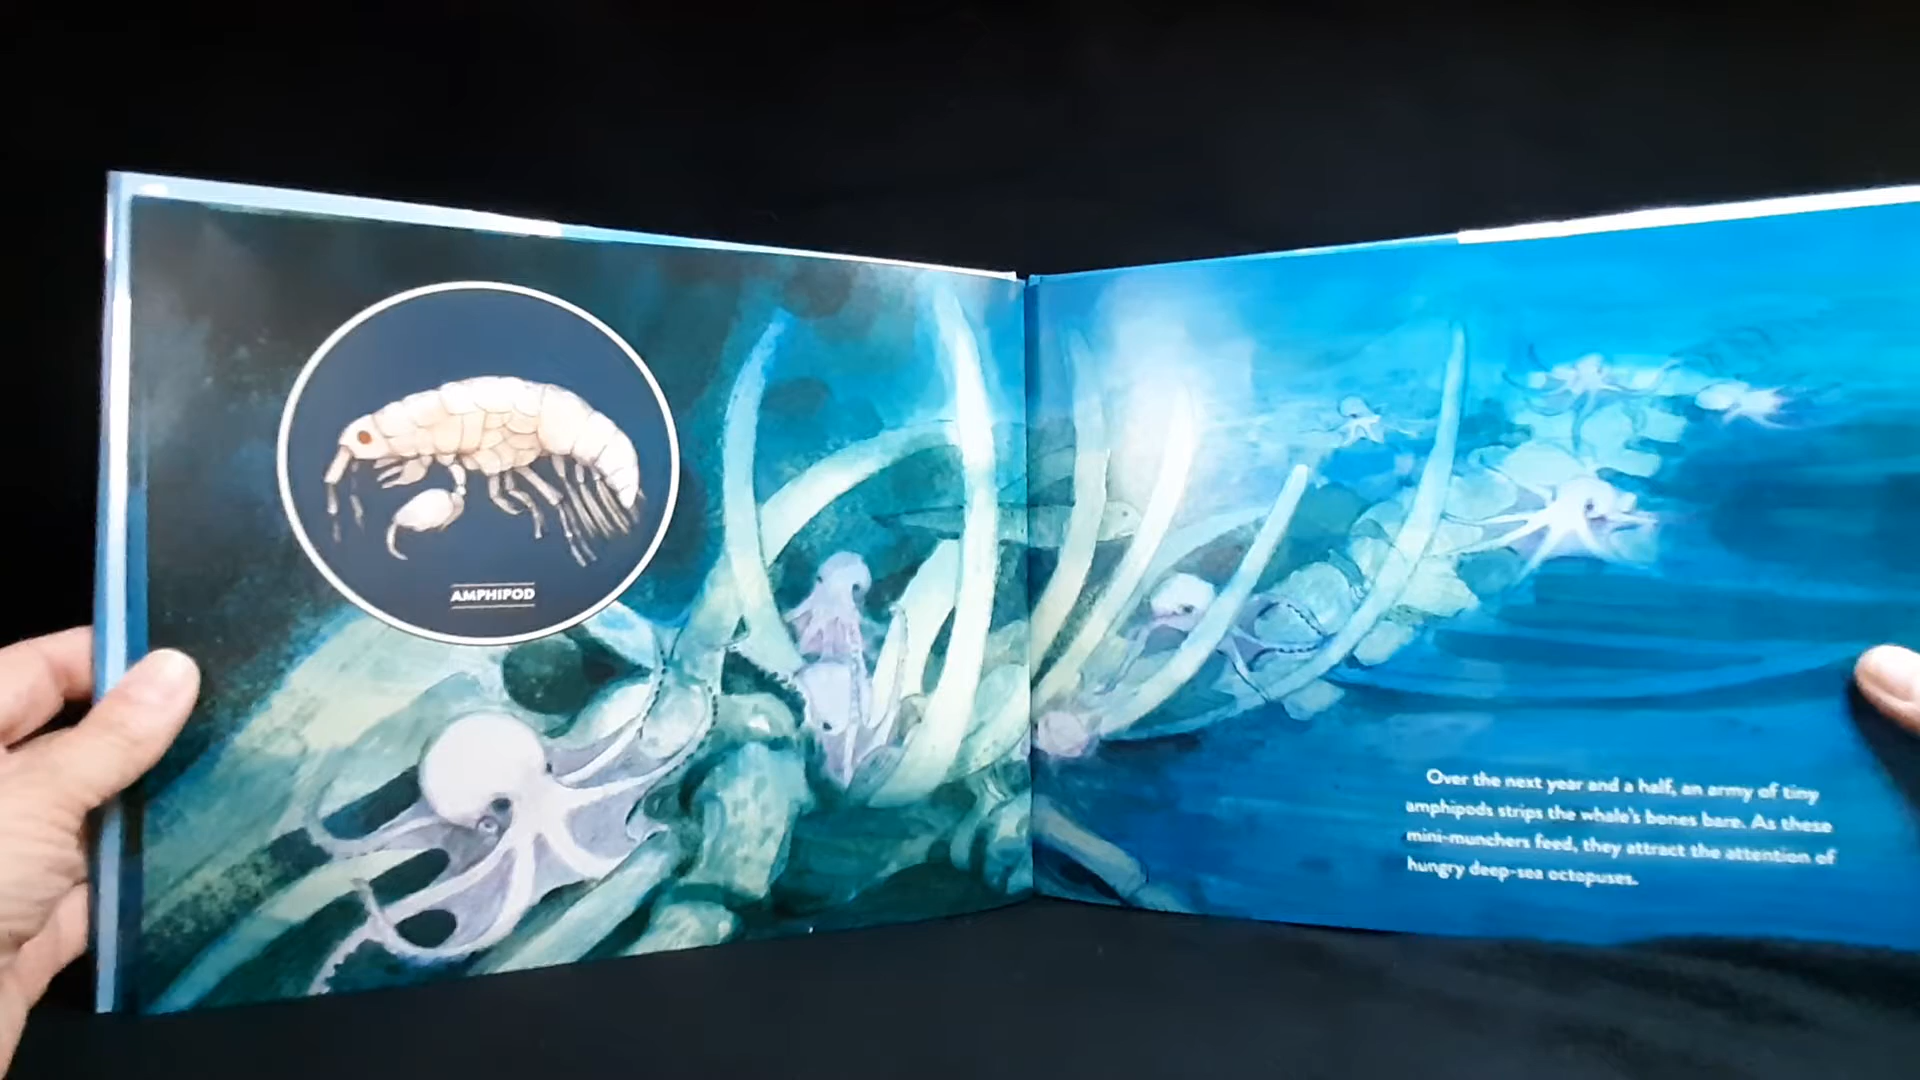 AMPHIPOD
Over the next year and a half, an army of tiny
amphipods strips the whale's bones bare. As these
mini-munchers feed, they attract the attention of
hungry deep-sea octopuses.